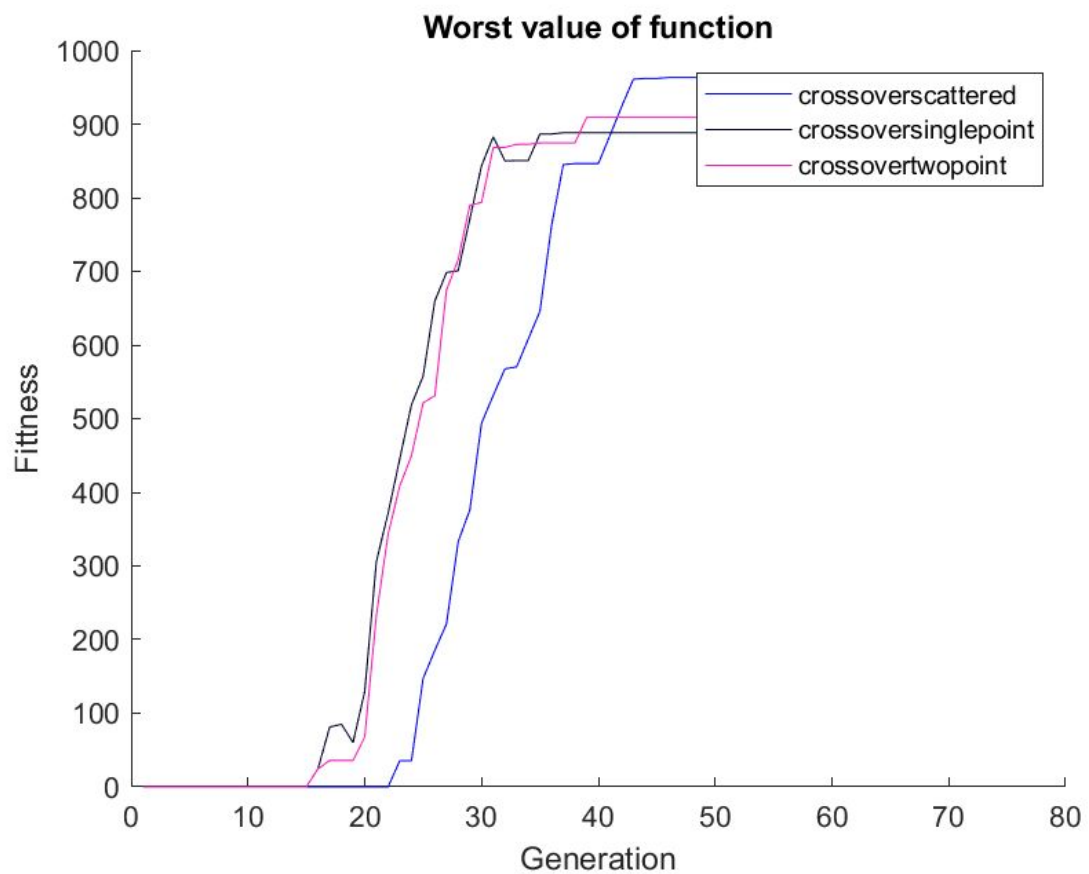 Worst value of function
1000
900
800
700
600
500
400
300
200
100
0
Fittness
crossoverscattered
crossoversinglepoint
crossovertwopoint
0 10 20 30 40 50 60 70 80
Generation